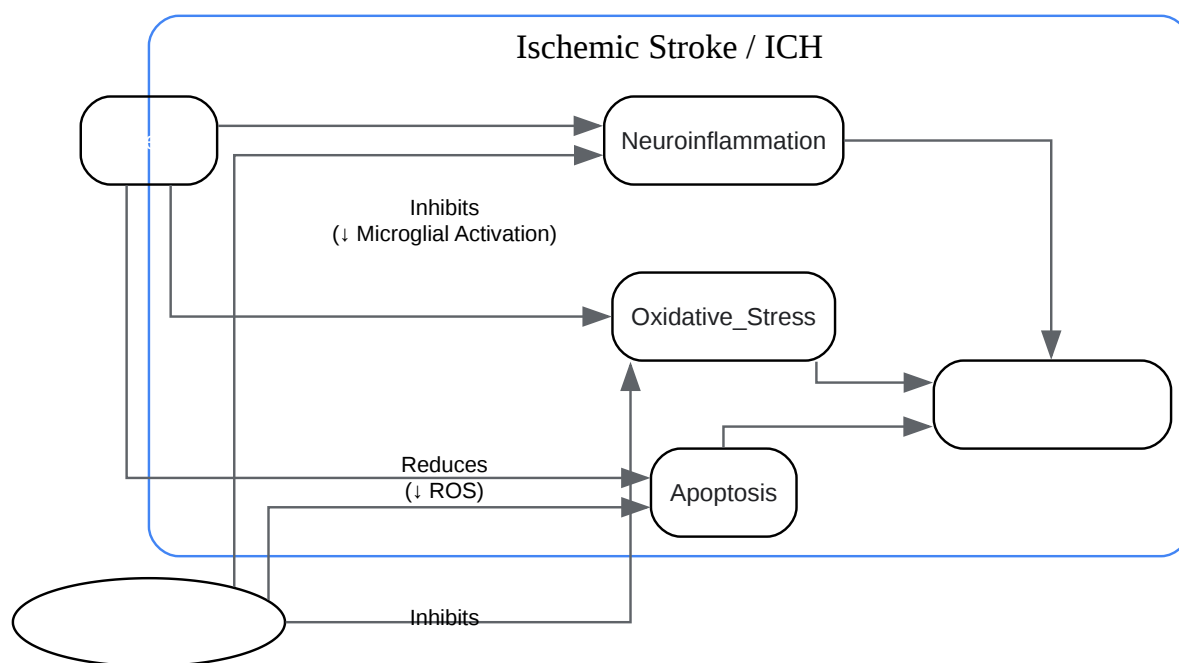 Ischemic Stroke / ICH
Neuroinflammation
Inhibits
(↓ Microglial Activation)
Oxidative_Stress
Reduces
(↓ ROS)
Apoptosis
Inhibits